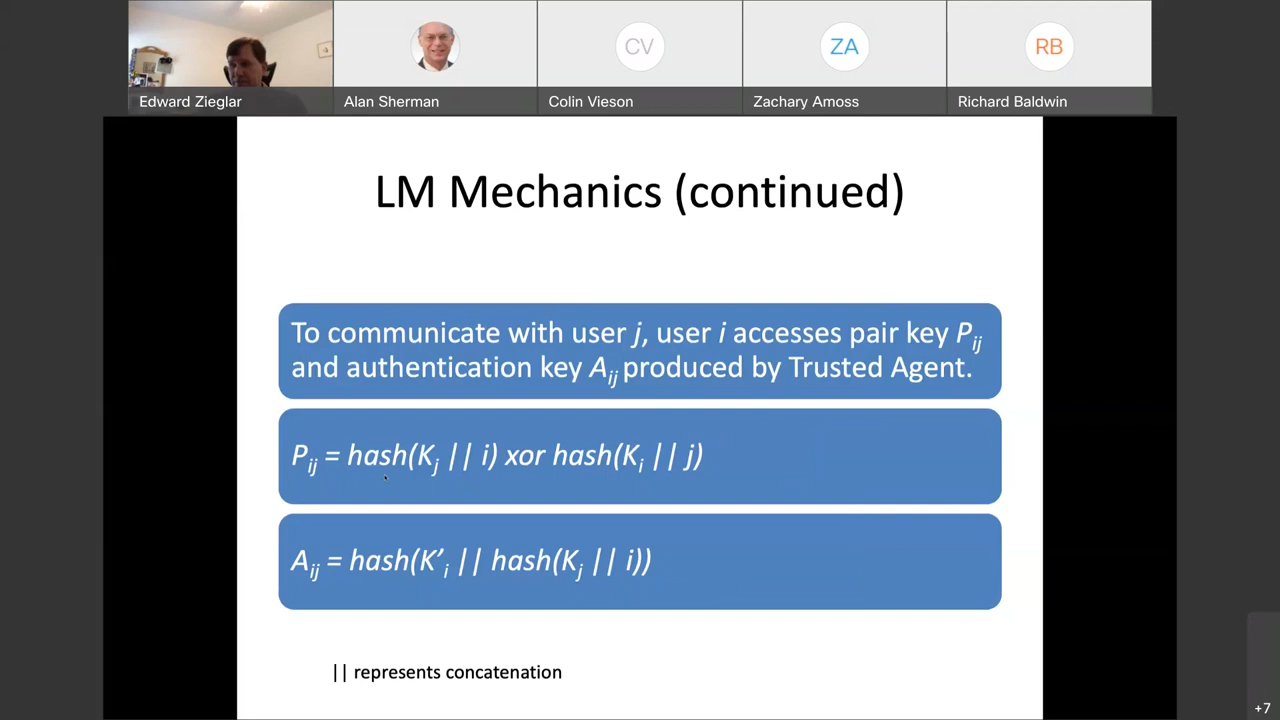 Edward Zieglar
Alan Sherman
CV
Colin Vieson
ZA
Zachary Amoss
RB
Richard Baldwin
LM Mechanics (continued)
To communicate with user j, user i accesses pair key Pij
and authentication key Aij produced by Trusted Agent.
Pij = hash(Kj || i) xor hash(Ki || j)
Aij = hash(K’i || hash(Kj || i))
|| represents concatenation
+7